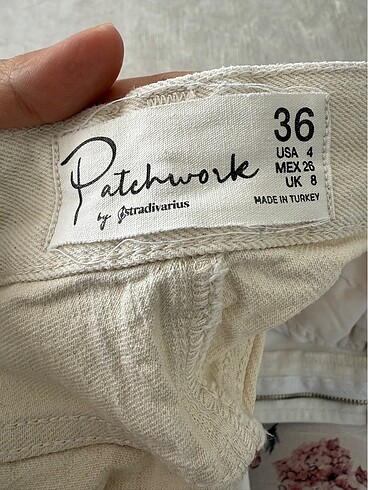 Patchwork
by stradivarius
36
USA 4
MEX 26
UK 8
MADE IN TURKEY